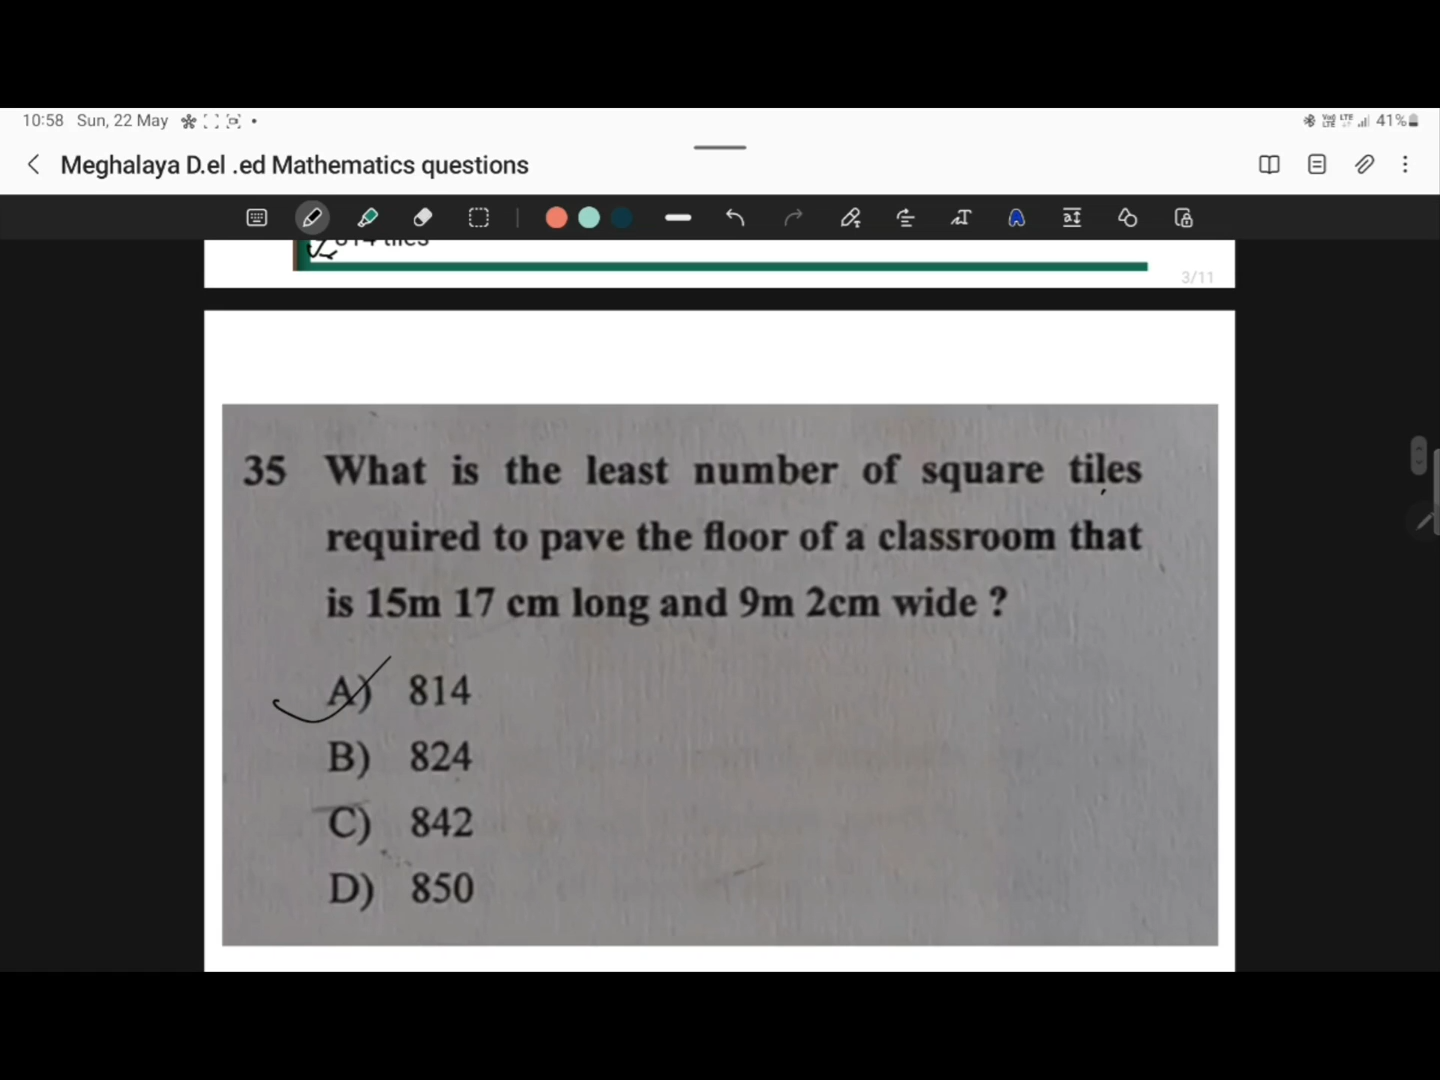 10:58 Sun, 22 May
41%
Meghalaya D.el .ed Mathematics questions
814 tiles
3/11
35 What is the least number of square tiles
required to pave the floor of a classroom that
is 15m 17 cm long and 9m 2cm wide ?
A) 814
B) 824
C) 842
D) 850